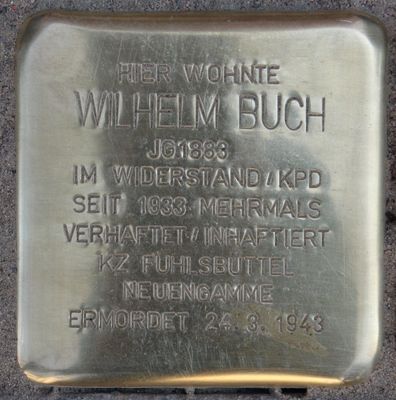 HIER WOHNTE
WILHELM BUCH
JG 1883
IM WIDERSTAND / KPD
SEIT 1933 MEHRMALS
VERHAFTET / INHAFTIERT
KZ FUHLSBÜTTEL
NEUENGAMME
ERMORDET 24.3.1943